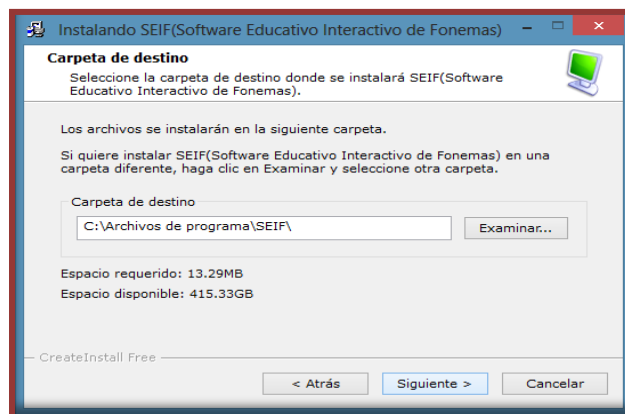 Instalando SEIF(Software Educativo Interactivo de Fonemas)
Carpeta de destino
Seleccione la carpeta de destino donde se instalará SEIF(Software
Educativo Interactivo de Fonemas).
Los archivos se instalarán en la siguiente carpeta.
Si quiere instalar SEIF(Software Educativo Interactivo de Fonemas) en una
carpeta diferente, haga clic en Examinar y seleccione otra carpeta.
Carpeta de destino
C:\Archivos de programa\SEIF\
Examinar...
Espacio requerido: 13.29MB
Espacio disponible: 415.33GB
CreateInstall Free
< Atrás
Siguiente >
Cancelar